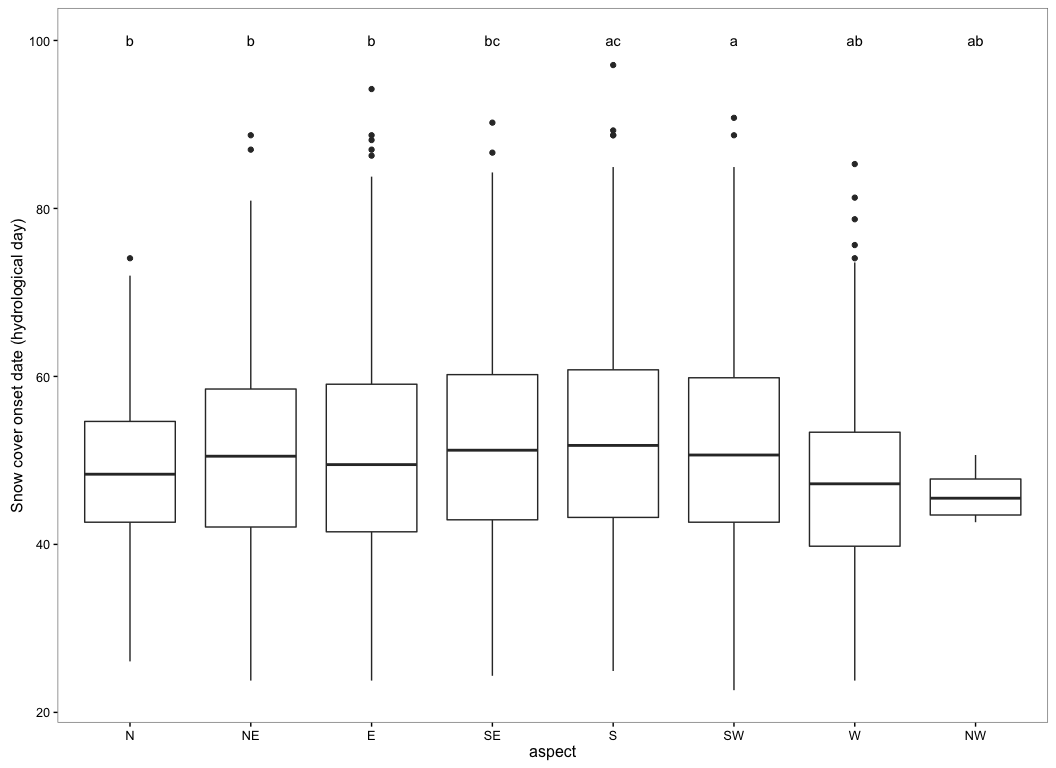 b b b bc ac a ab ab
100
80
60
40
20
Snow cover onset date (hydrological day)
N NE E SE S SW W NW
aspect